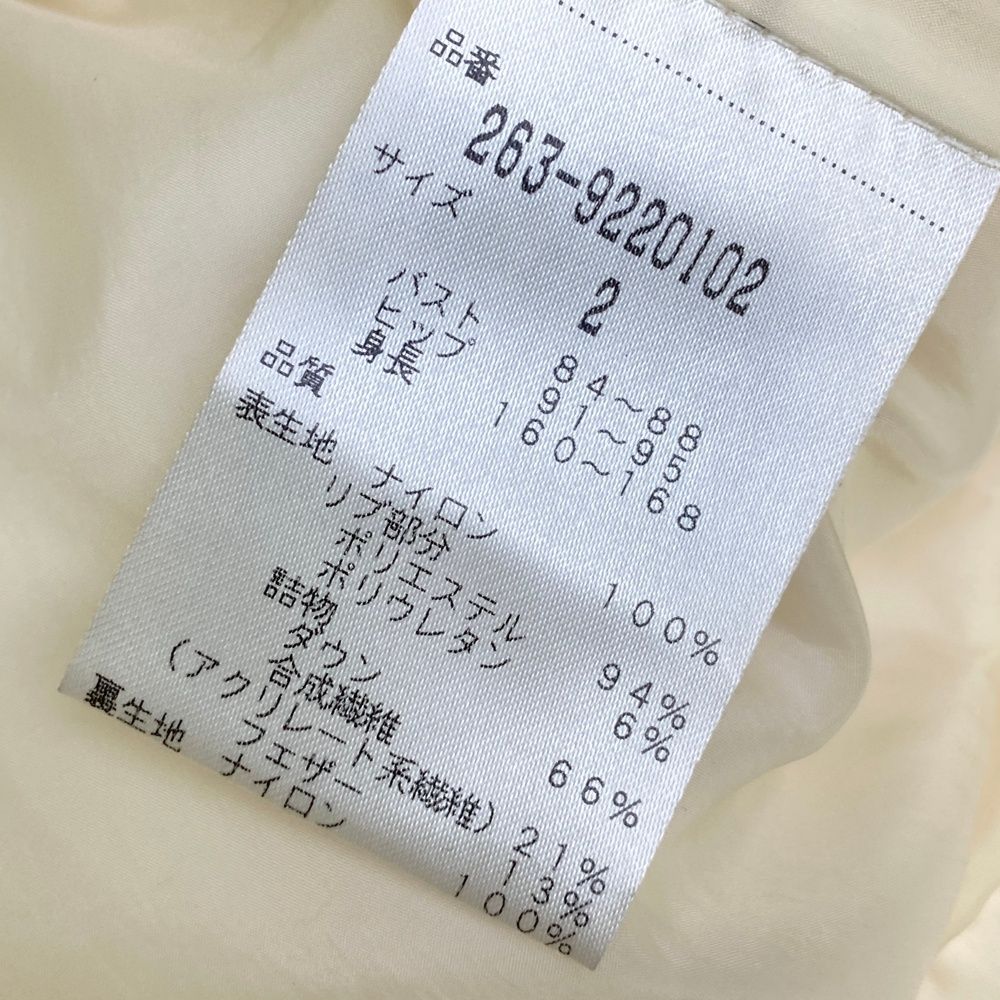 品番
263-9220102
サイズ 2
バスト 84～88
ヒップ 91～95
身長 160～168
品質
表生地 ナイロン 100%
リブ部分
ポリエステル 94%
ポリウレタン 6%
詰物
ダウン 66%
合成繊維
(アクリレート系繊維) 21%
フェザー 13%
裏生地 ナイロン 100%